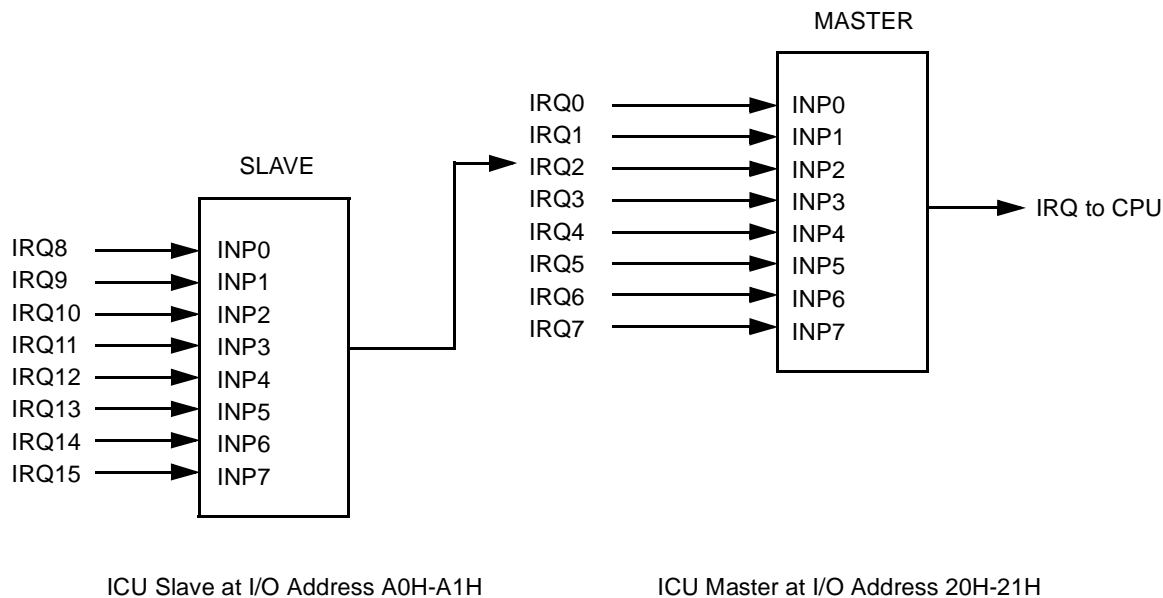 MASTER
IRQ0
IRQ1
IRQ2
IRQ3
IRQ4
IRQ5
IRQ6
IRQ7
INP0
INP1
INP2
INP3
INP4
INP5
INP6
INP7
IRQ to CPU
SLAVE
IRQ8
IRQ9
IRQ10
IRQ11
IRQ12
IRQ13
IRQ14
IRQ15
INP0
INP1
INP2
INP3
INP4
INP5
INP6
INP7
ICU Slave at I/O Address A0H-A1H
ICU Master at I/O Address 20H-21H